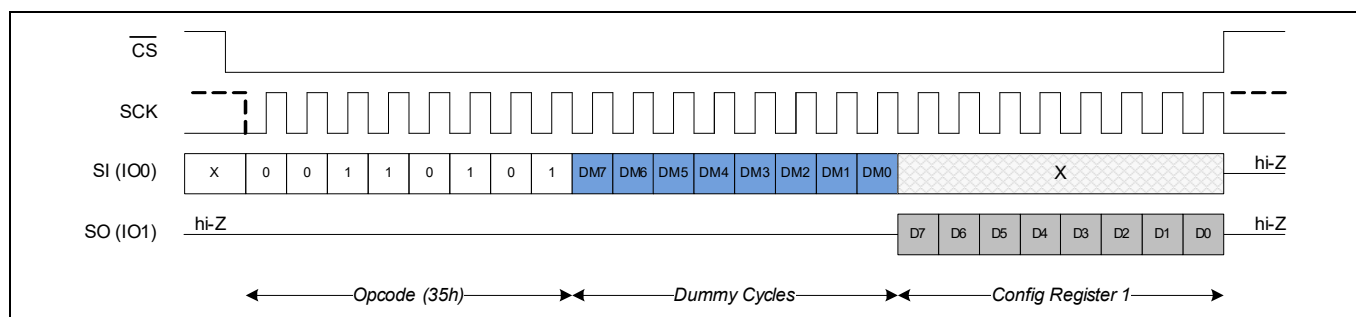 CS
SCK
SI (IO0) X 0 0 1 1 0 1 0 1 DM7 DM6 DM5 DM4 DM3 DM2 DM1 DM0 X hi-Z
SO (IO1) hi-Z D7 D6 D5 D4 D3 D2 D1 D0 hi-Z
Opcode (35h) Dummy Cycles Config Register 1